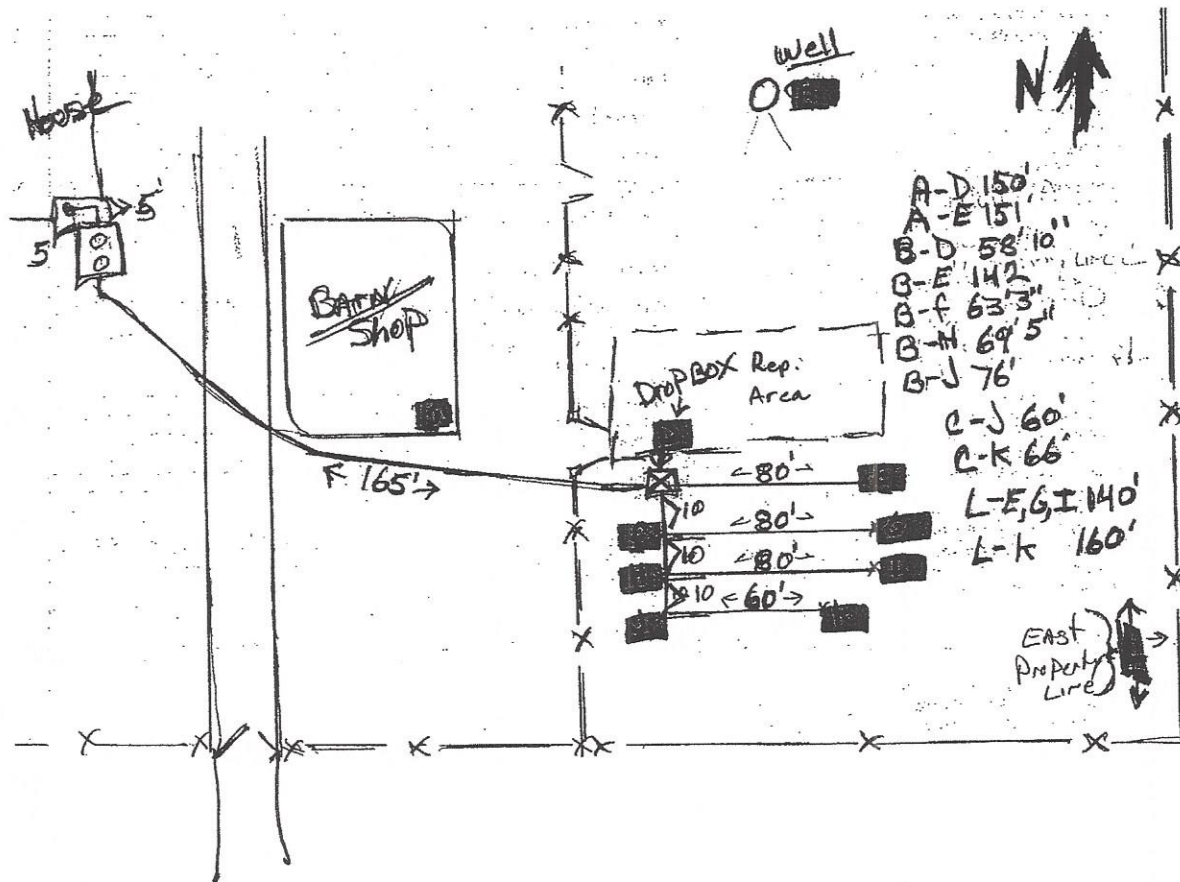 Well
N
House
5'
5
BARN
Shop
A-D 150'
A-E 151'
B-D 58'10"
B-E 142
B-f 63'3"
B-H 69'5"
B-J 76'
C-J 60'
C-K 66'
L-E,G,I 140'
L-K 160'
DropBOX Rep.
Area
165'
80'
10
80'
10
80'
10
60'
EAST
Property
Line